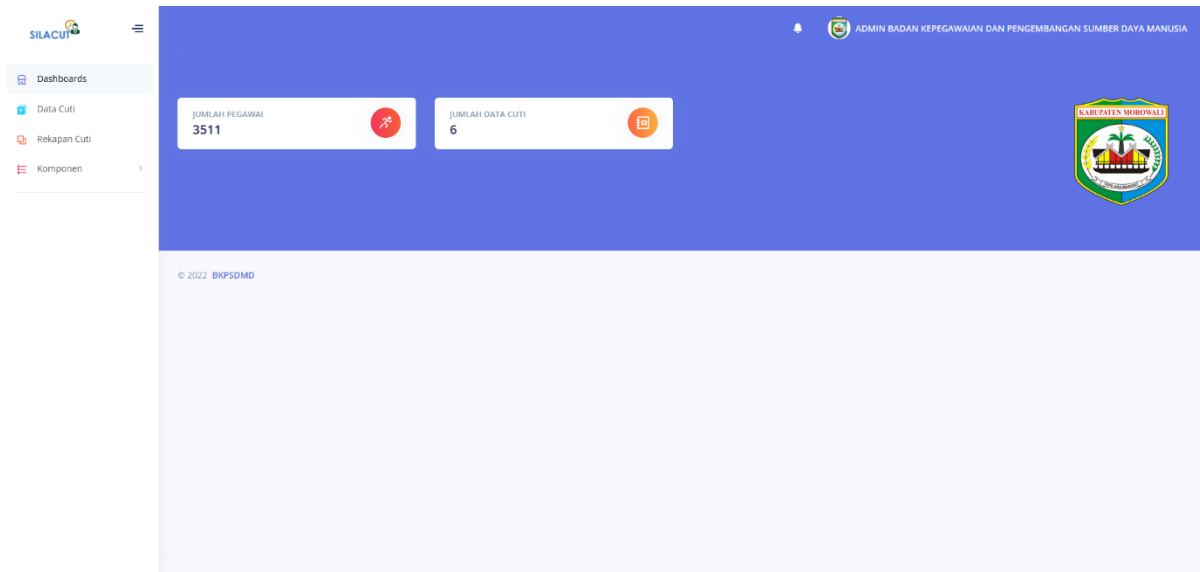 SILACUTI
ADMIN BADAN KEPEGAWAIAN DAN PENGEMBANGAN SUMBER DAYA MANUSIA
Dashboards
Data Cuti
Rekapan Cuti
Komponen
JUMLAH PEGAWAI
3511
JUMLAH DATA CUTI
6
KABUPATEN MOROWALI
© 2022 BKPSDMD